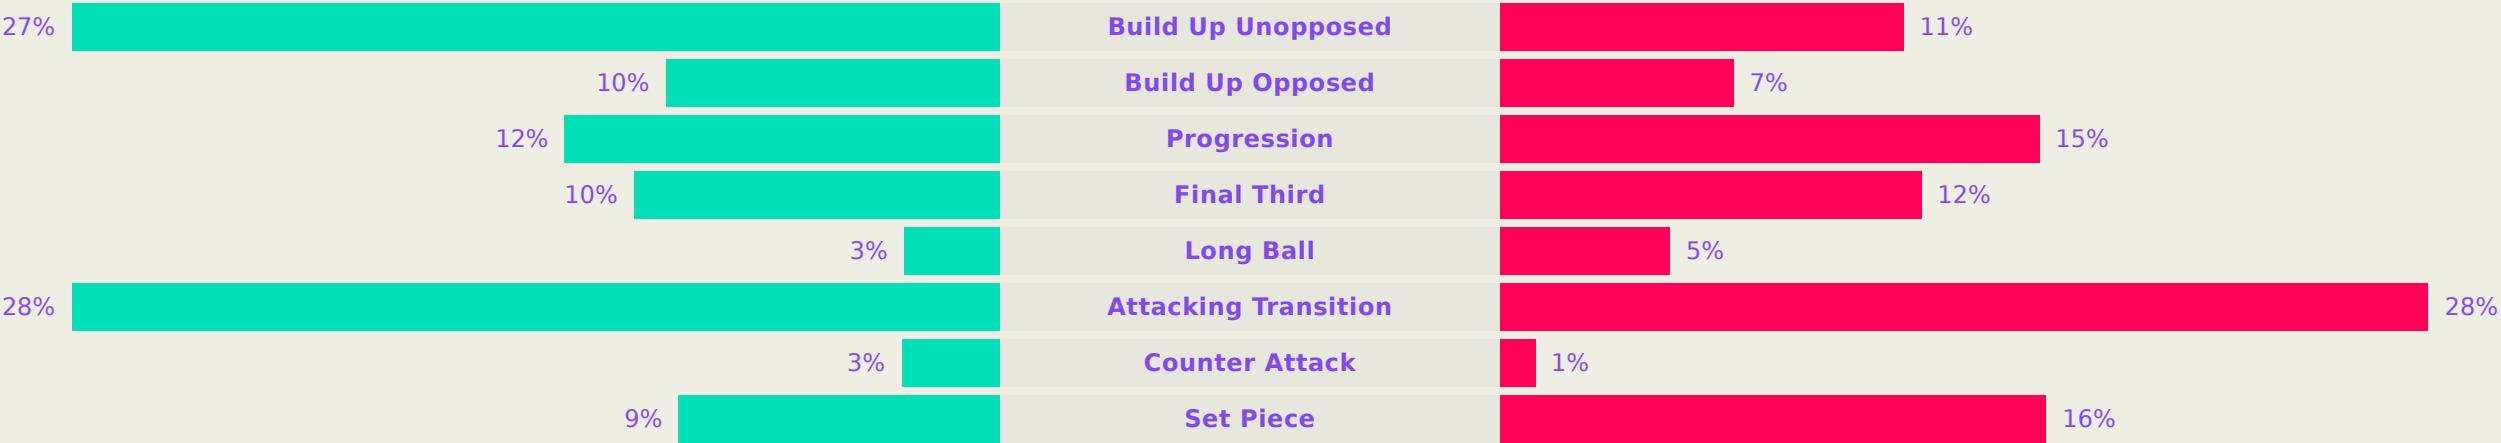 27% Build Up Unopposed 11%
10% Build Up Opposed 7%
12% Progression 15%
10% Final Third 12%
3% Long Ball 5%
28% Attacking Transition 28%
3% Counter Attack 1%
9% Set Piece 16%